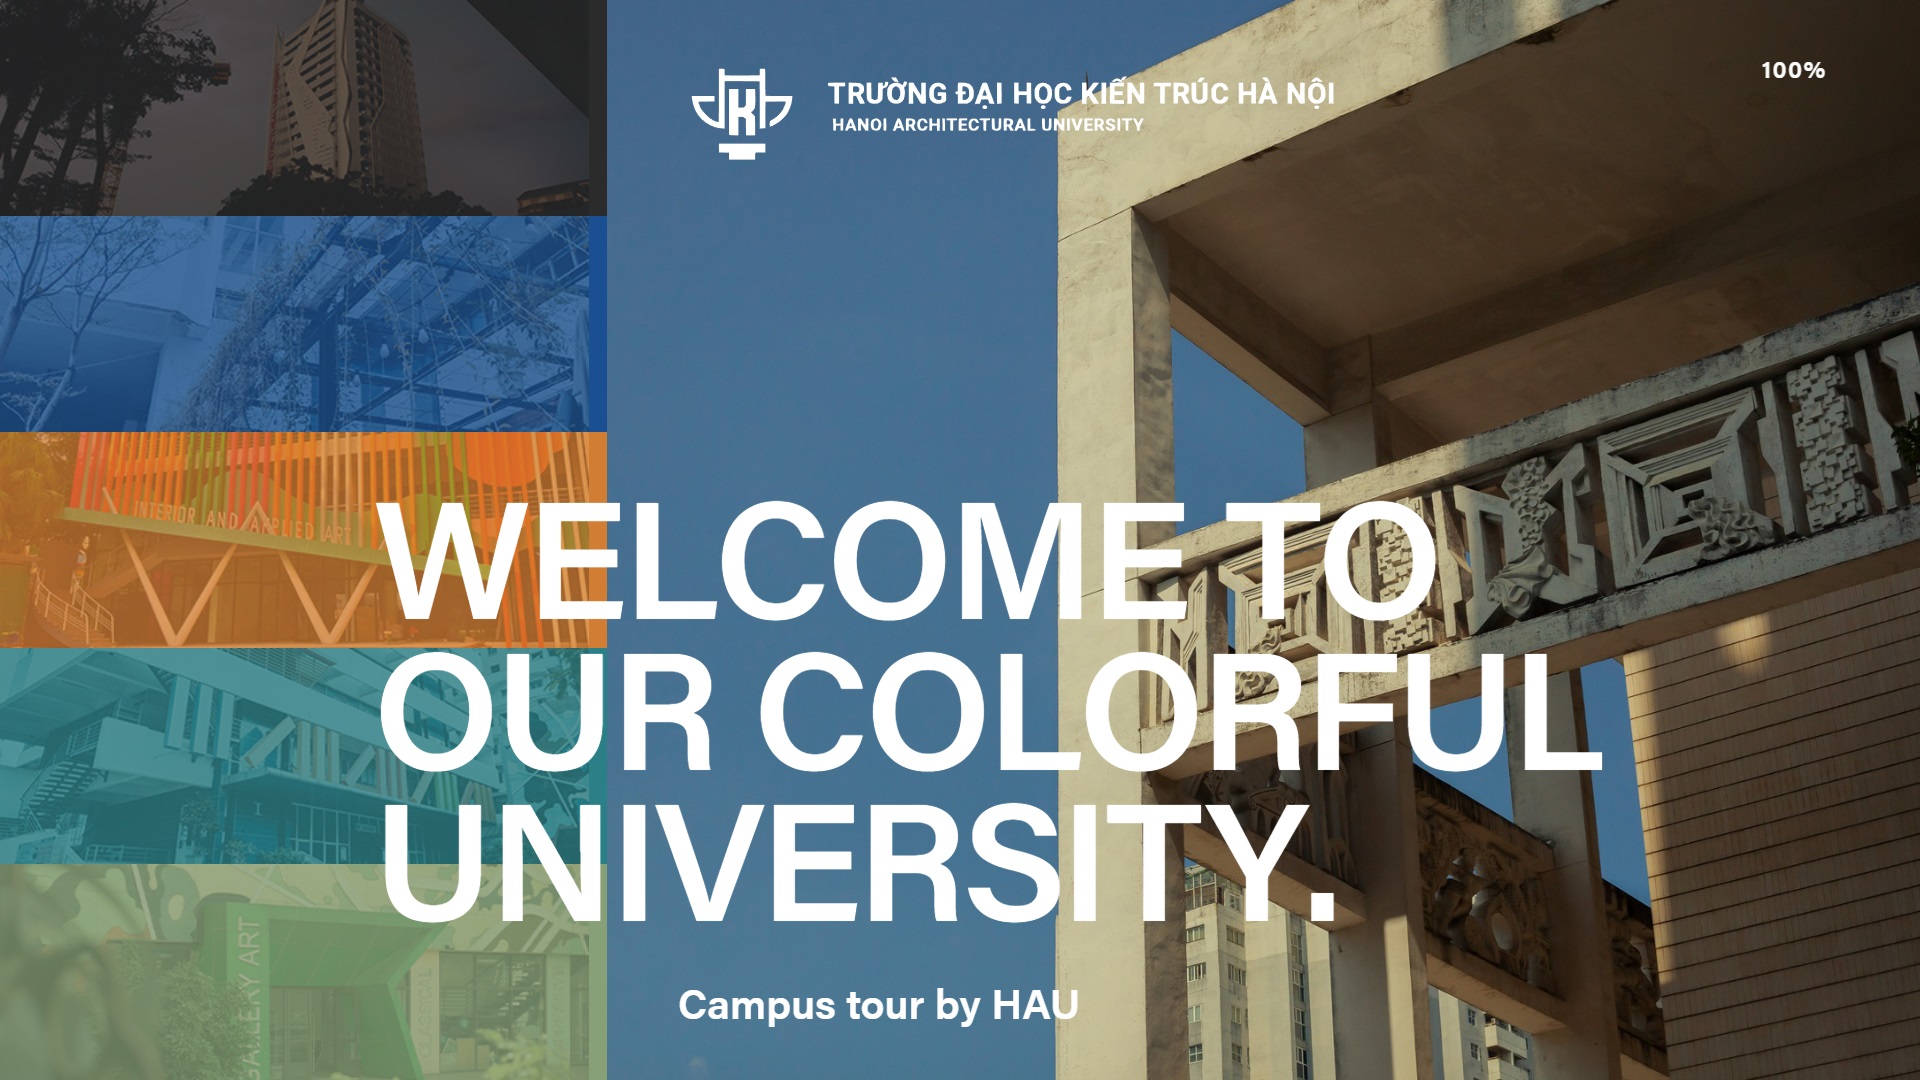 TRƯỜNG ĐẠI HỌC KIẾN TRÚC HÀ NỘI
HANOI ARCHITECTURAL UNIVERSITY
100%
INTERIOR AND APPLIED ART
WELCOME TO
OUR COLORFUL
UNIVERSITY.
GALLERY ART
Campus tour by HAU